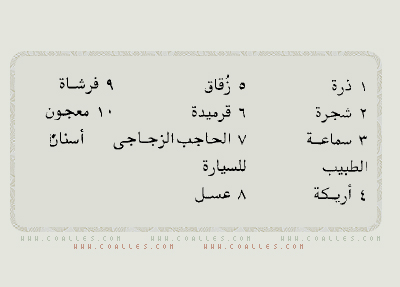 ١ ذرة
٢ شجرة
٣ سماعة
الطبيب
٤ أريكة
٥ زُقاق
٦ قرميدة
٧ الحاجب الزجاجى
للسيارة
٨ عسل
٩ فرشاة
١٠ معجون
أسنان
WWW.COALLES.COM WWW.COALLES.COM WWW.COALLES.COM
WWW.COALLES.COM WWW.COALLES.COM